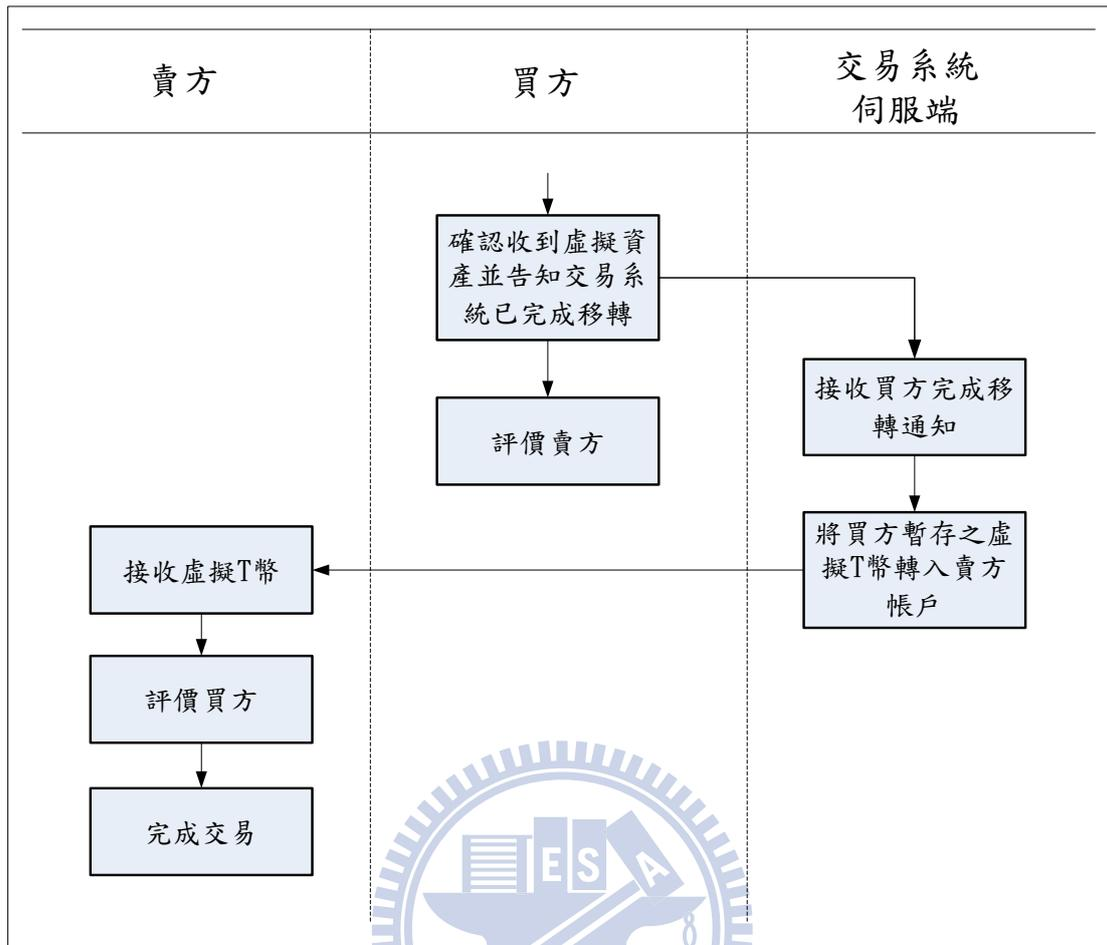 賣方
買方
交易系統
伺服端
確認收到虛擬資
產並告知交易系
統已完成移轉
接收買方完成移
轉通知
評價賣方
將買方暫存之虛
擬T幣轉入賣方
帳戶
接收虛擬T幣
評價買方
完成交易
E S A